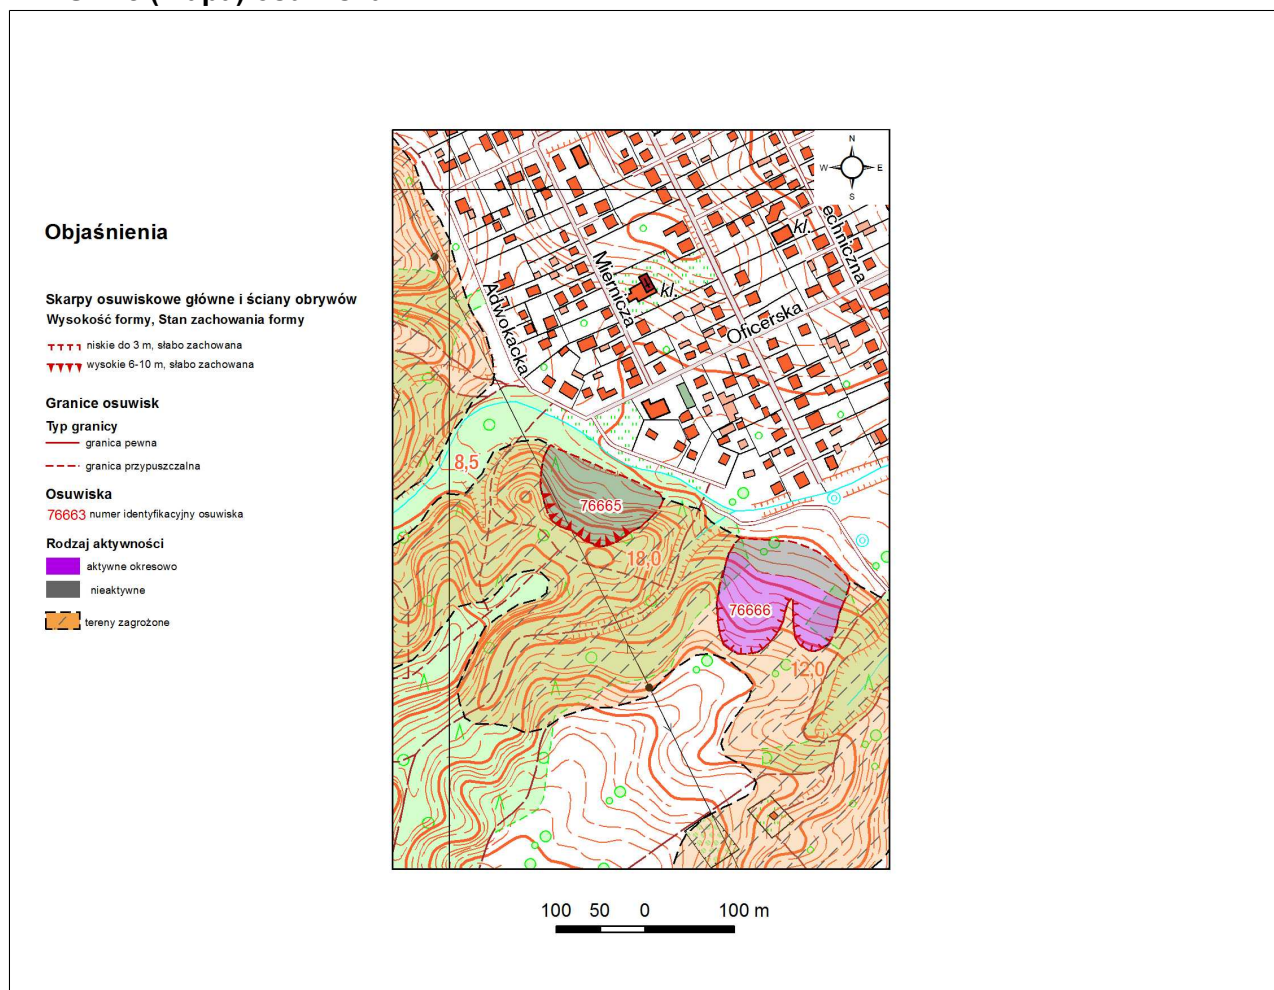 Objaśnienia
Skarpy osuwiskowe główne i ściany obrywów
Wysokość formy, Stan zachowania formy
niskie do 3 m, słabo zachowana
wysokie 6-10 m, słabo zachowana
Granice osuwisk
Typ granicy
granica pewna
granica przypuszczalna
Osuwiska
76663 numer identyfikacyjny osuwiska
Rodzaj aktywności
aktywne okresowo
nieaktywne
tereny zagrożone
N
W E
S
kl.
echniczna
Miernicza
kl.
Adwokacka
Oficerska
8,5
76665
18,0
76666
12,0
100 50 0 100 m